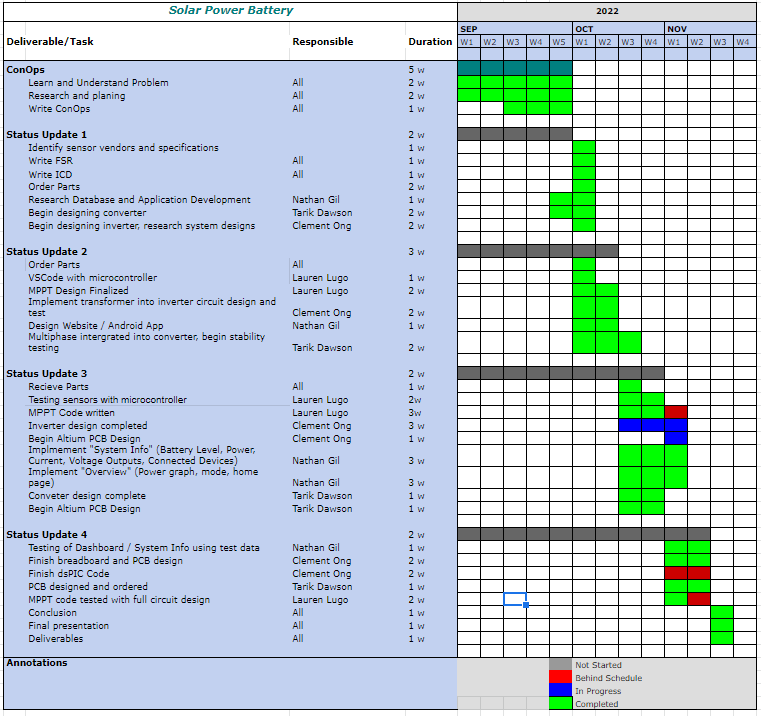 Solar Power Battery
2022
SEP OCT NOV
Deliverable/Task Responsible Duration W1 W2 W3 W4 W5 W1 W2 W3 W4 W1 W2 W3 W4
ConOps 5 w
Learn and Understand Problem All 2 w
Research and planing All 2 w
Write ConOps All 1 w
Status Update 1 2 w
Identify sensor vendors and specifications 1 w
Write FSR All 1 w
Write ICD All 1 w
Order Parts 2 w
Research Database and Application Development Nathan Gil 1 w
Begin designing converter Tarik Dawson 2 w
Begin designing inverter, research system designs Clement Ong 2 w
Status Update 2 3 w
Order Parts All
VSCode with microcontroller Lauren Lugo 1 w
MPPT Design Finalized Lauren Lugo 2 w
Implement transformer into inverter circuit design and
test Clement Ong 2 w
Design Website / Android App Nathan Gil 1 w
Multiphase intergrated into converter, begin stability
testing Tarik Dawson 2 w
Status Update 3 2 w
Recieve Parts All 1 w
Testing sensors with microcontroller Lauren Lugo 2w
MPPT Code written Lauren Lugo 3w
Inverter design completed Clement Ong 3 w
Begin Altium PCB Design Clement Ong 1 w
Implmement "System Info" (Battery Level, Power,
Current, Voltage Outputs, Connected Devices) Nathan Gil 3 w
Implement "Overview" (Power graph, mode, home
page) Nathan Gil 3 w
Conveter design complete Tarik Dawson 1 w
Begin Altium PCB Design Tarik Dawson 1 w
Status Update 4 2 w
Testing of Dashboard / System Info using test data Nathan Gil 1 w
Finish breadboard and PCB design Clement Ong 2 w
Finish dsPIC Code Clement Ong 2 w
PCB designed and ordered Tarik Dawson 1 w
MPPT code tested with full circuit design Lauren Lugo 2 w
Conclusion All 1 w
Final presentation All 1 w
Deliverables All 1 w
Annotations Not Started
Behind Schedule
In Progress
Completed